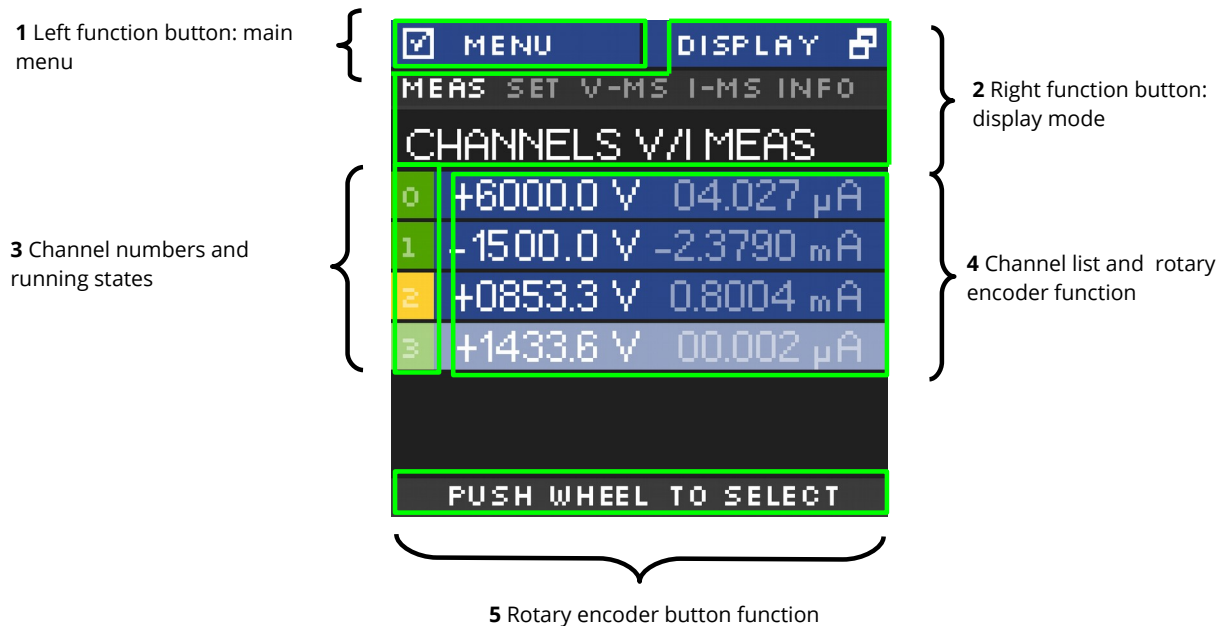 1 Left function button: main
menu
MENU
DISPLAY
MEAS SET V-MS I-MS INFO
CHANNELS V/I MEAS
2 Right function button:
display mode
0 +6000.0 V 04.027 µA
1 -1500.0 V -2.3790 mA
2 +0853.3 V 0.8004 mA
3 +1433.6 V 00.002 µA
3 Channel numbers and
running states
4 Channel list and rotary
encoder function
PUSH WHEEL TO SELECT
5 Rotary encoder button function